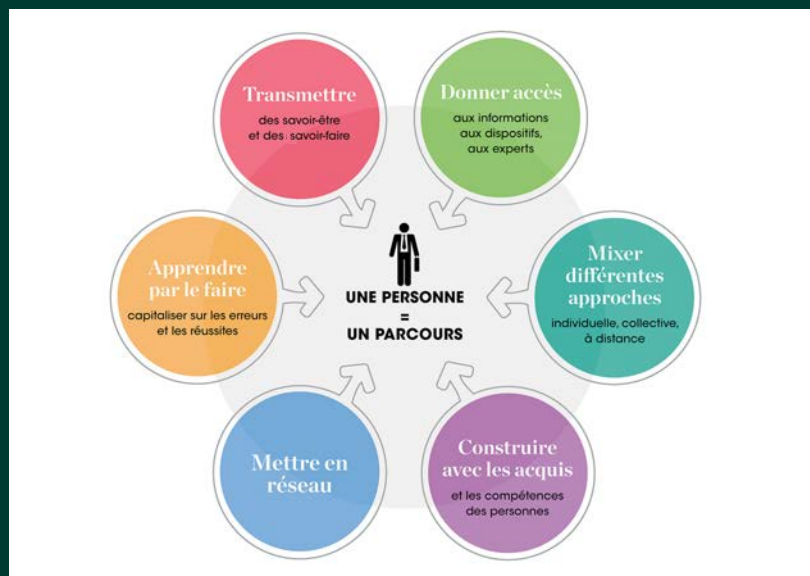 Transmettre
des savoir-être
et des savoir-faire
Donner accès
aux informations
aux dispositifs,
aux experts
Apprendre
par le faire
capitaliser sur les erreurs
et les réussites
UNE PERSONNE
=
UN PARCOURS
Mixer
différentes
approches
individuelle, collective,
à distance
Mettre en
réseau
Construire
avec les acquis
et les compétences
des personnes